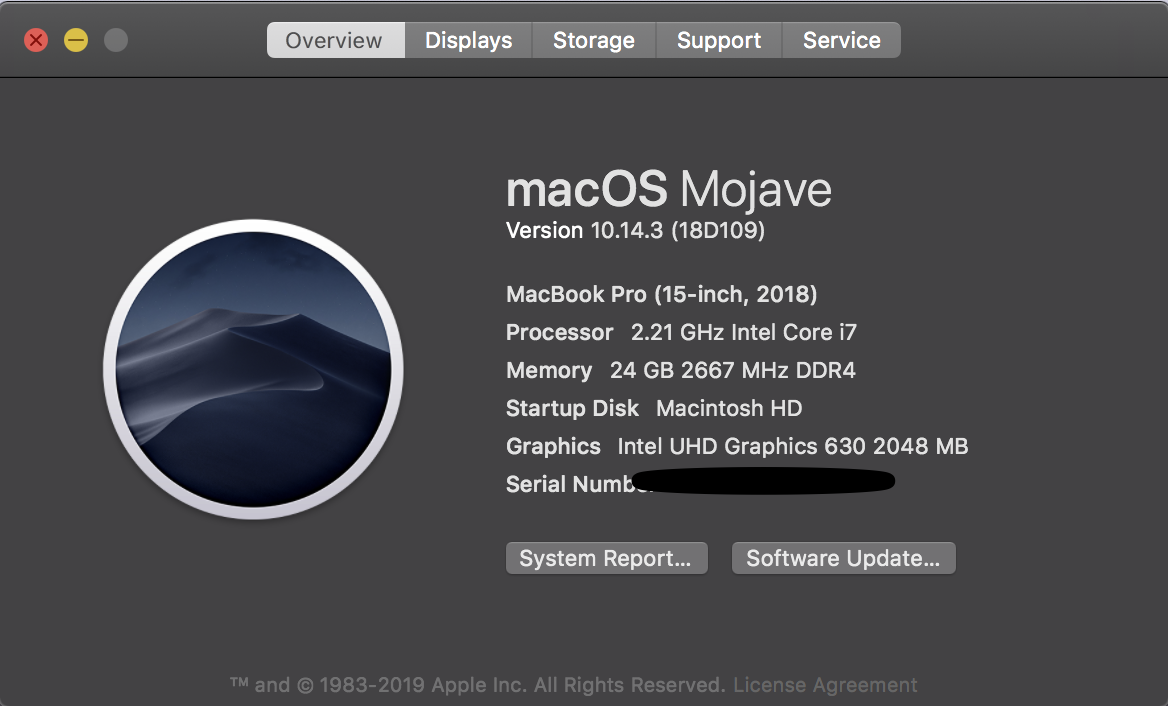 Overview Displays Storage Support Service
macOS Mojave
Version 10.14.3 (18D109)
MacBook Pro (15-inch, 2018)
Processor 2.21 GHz Intel Core i7
Memory 24 GB 2667 MHz DDR4
Startup Disk Macintosh HD
Graphics Intel UHD Graphics 630 2048 MB
Serial Number
System Report... Software Update...
™ and © 1983-2019 Apple Inc. All Rights Reserved. License Agreement